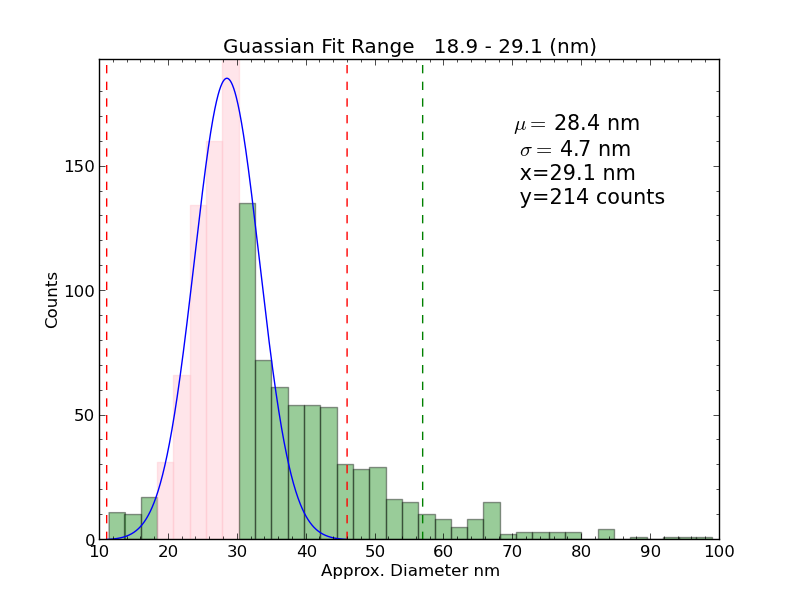 Guassian Fit Range 18.9 - 29.1 (nm)
μ = 28.4 nm
σ = 4.7 nm
x=29.1 nm
y=214 counts
Counts
150
100
50
0
10 20 30 40 50 60 70 80 90 100
Approx. Diameter nm